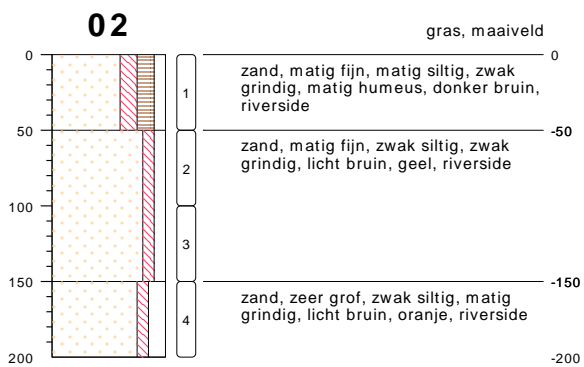 02
gras, maaiveld
0
0
zand, matig fijn, matig siltig, zwak
grindig, matig humeus, donker bruin,
riverside
1
50
-50
zand, matig fijn, zwak siltig, zwak
grindig, licht bruin, geel, riverside
2
100
3
150
-150
zand, zeer grof, zwak siltig, matig
grindig, licht bruin, oranje, riverside
4
200
-200